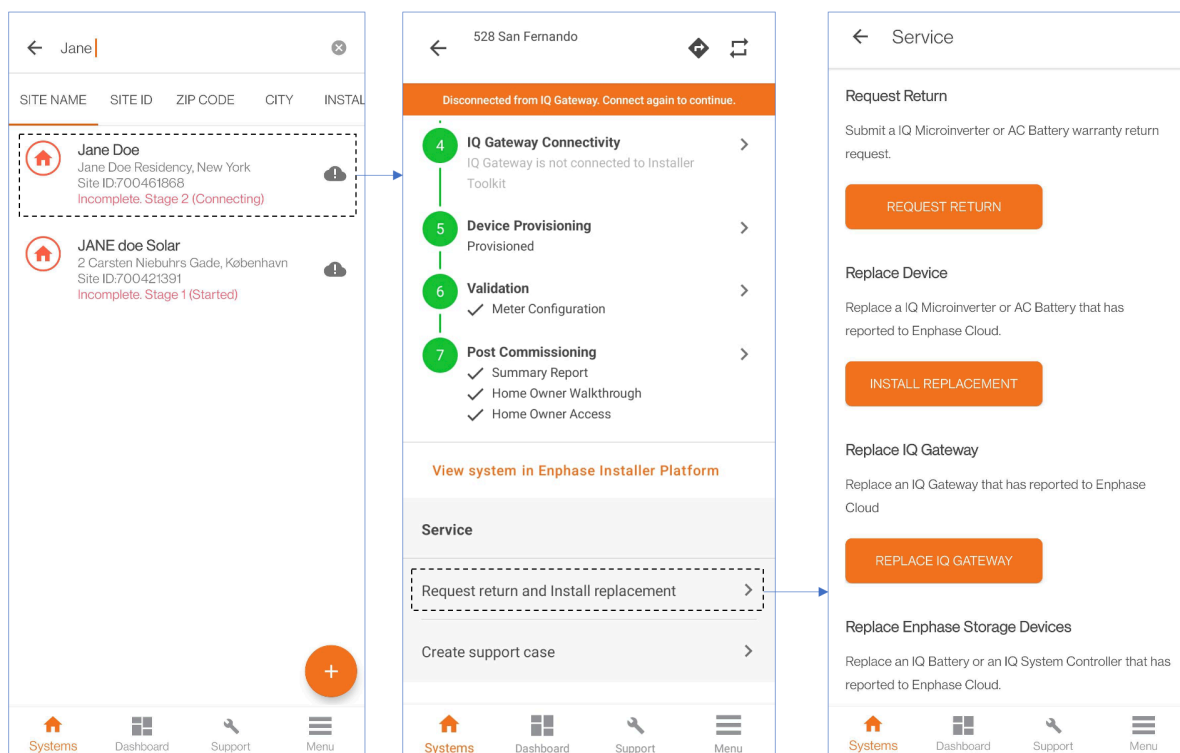 Jane
SITE NAME SITE ID ZIP CODE CITY INSTAL
Jane Doe
Jane Doe Residency, New York
Site ID:700461868
Incomplete. Stage 2 (Connecting)
JANE doe Solar
2 Carsten Niebuhrs Gade, København
Site ID:700421391
Incomplete. Stage 1 (Started)
+
Systems Dashboard Support Menu
528 San Fernando
Disconnected from IQ Gateway. Connect again to continue.
4 IQ Gateway Connectivity
IQ Gateway is not connected to Installer
Toolkit
5 Device Provisioning
Provisioned
6 Validation
Meter Configuration
7 Post Commissioning
Summary Report
Home Owner Walkthrough
Home Owner Access
View system in Enphase Installer Platform
Service
Request return and Install replacement
Create support case
Systems Dashboard Support Menu
Service
Request Return
Submit a IQ Microinverter or AC Battery warranty return
request.
REQUEST RETURN
Replace Device
Replace a IQ Microinverter or AC Battery that has
reported to Enphase Cloud.
INSTALL REPLACEMENT
Replace IQ Gateway
Replace an IQ Gateway that has reported to Enphase
Cloud
REPLACE IQ GATEWAY
Replace Enphase Storage Devices
Replace an IQ Battery or an IQ System Controller that has
reported to Enphase Cloud.
Systems Dashboard Support Menu